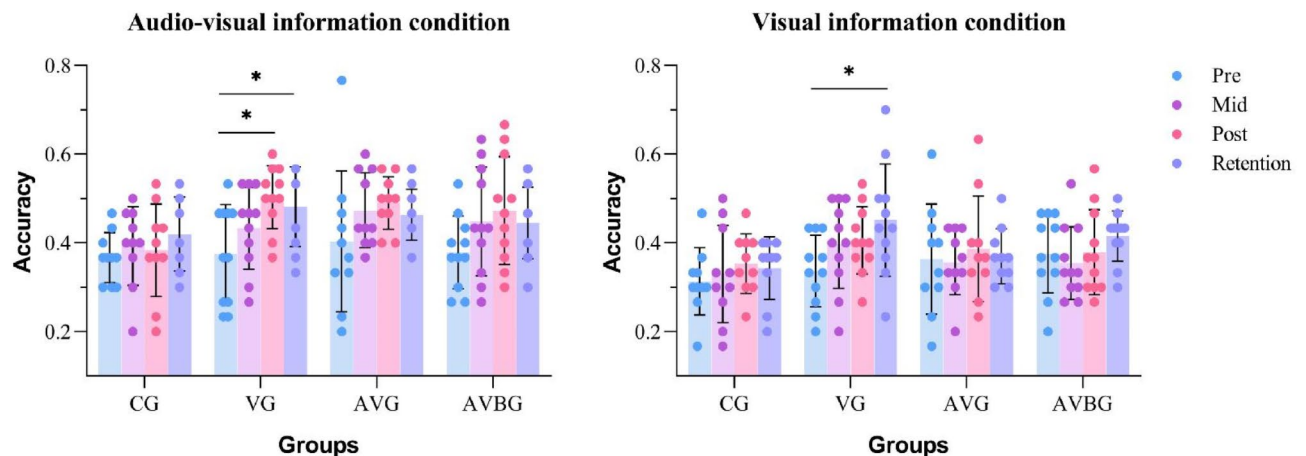 Audio-visual information condition
Visual information condition
Accuracy
0.8
0.6
0.4
0.2
*
*
CG VG AVG AVBG
Groups
Accuracy
0.8
0.6
0.4
0.2
*
CG VG AVG AVBG
Groups
Pre
Mid
Post
Retention